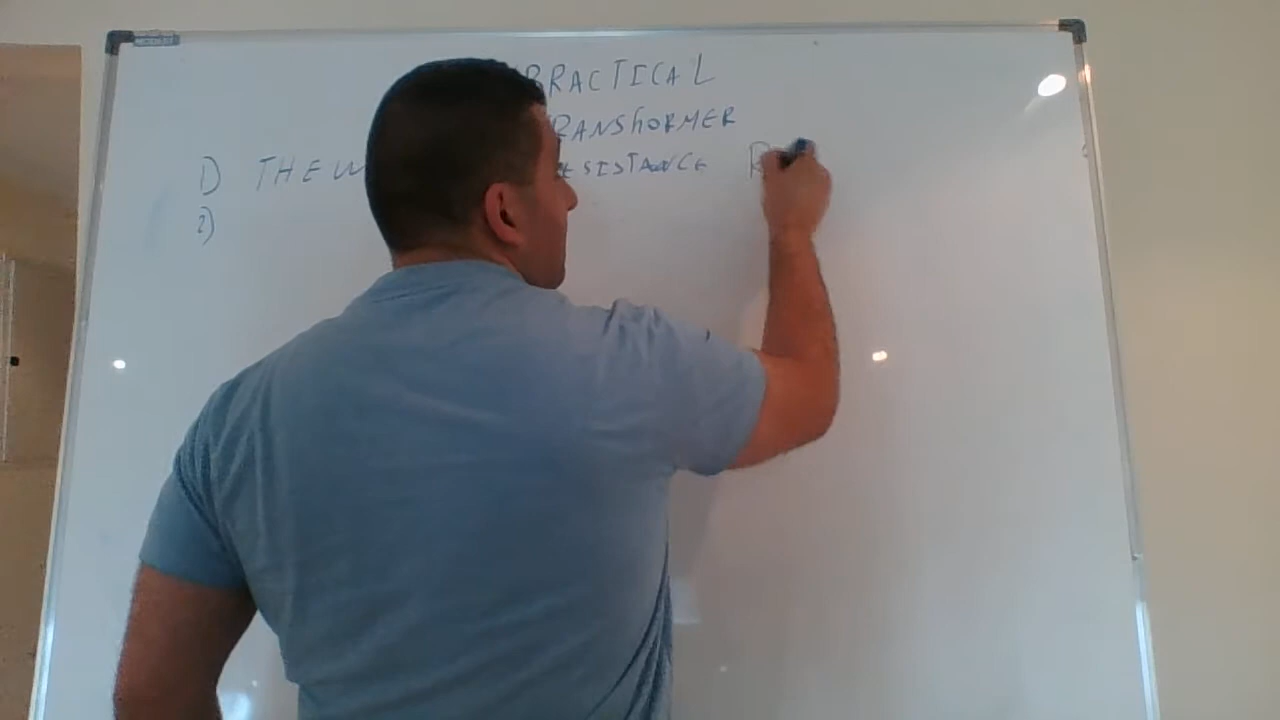 PRACTICAL
TRANSFORMER
1) THE RESISTANCE R
2)